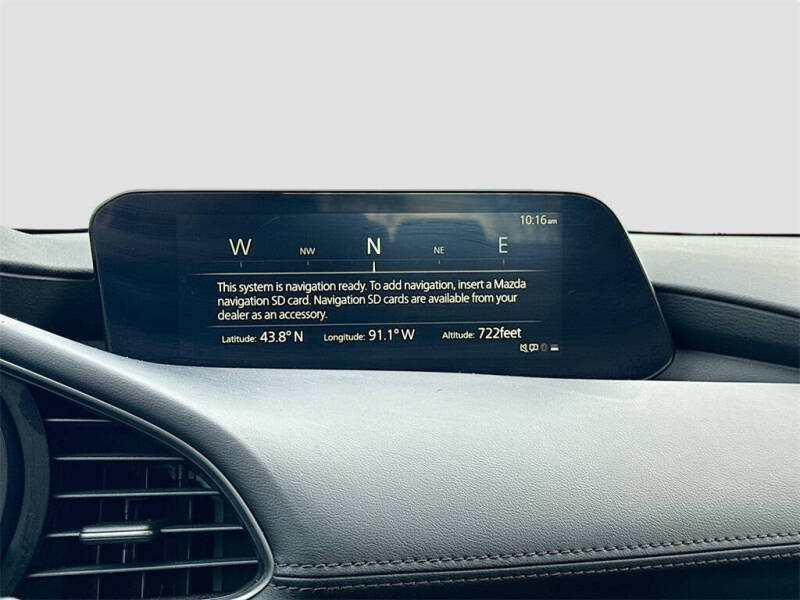 10:16am
W NW N NE E
This system is navigation ready. To add navigation, insert a Mazda
navigation SD card. Navigation SD cards are available from your
dealer as an accessory.
Latitude: 43.8° N Longitude: 91.1° W Altitude: 722feet